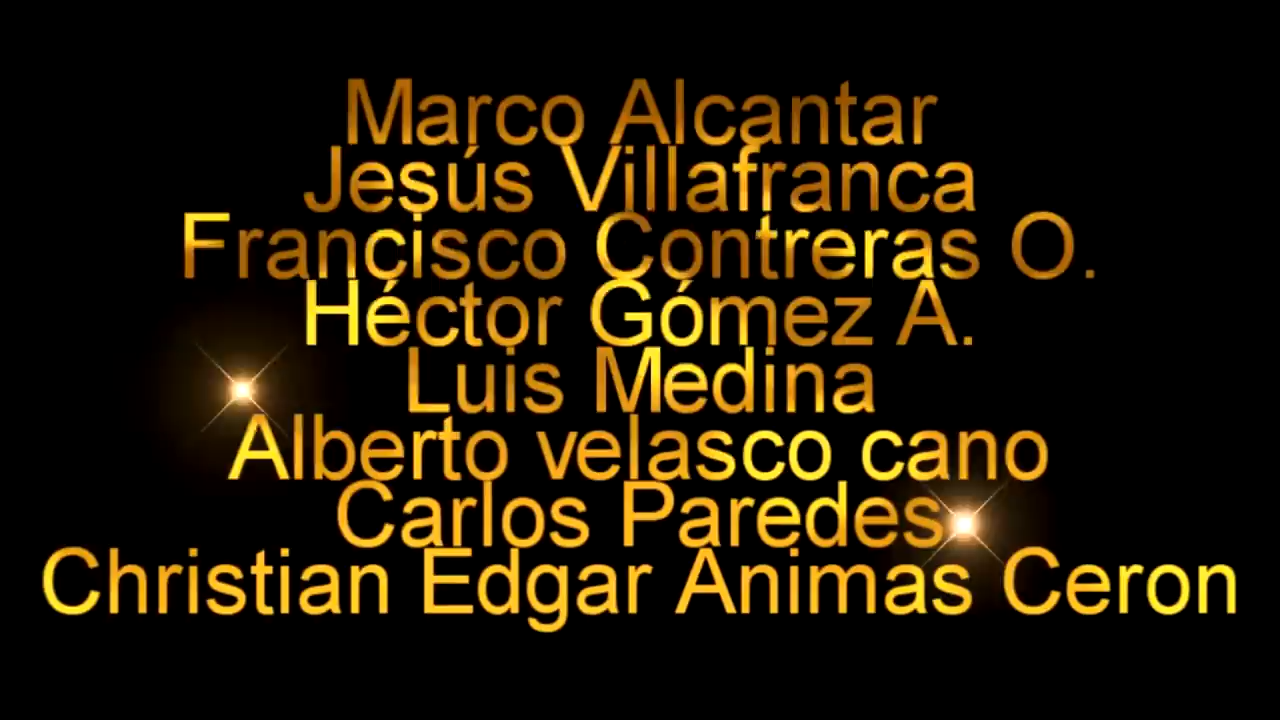 Marco Alcantar
Jesús Villafranca
Francisco Contreras O.
Héctor Gómez A.
Luis Medina
Alberto velasco cano
Carlos Paredes
Christian Edgar Animas Ceron